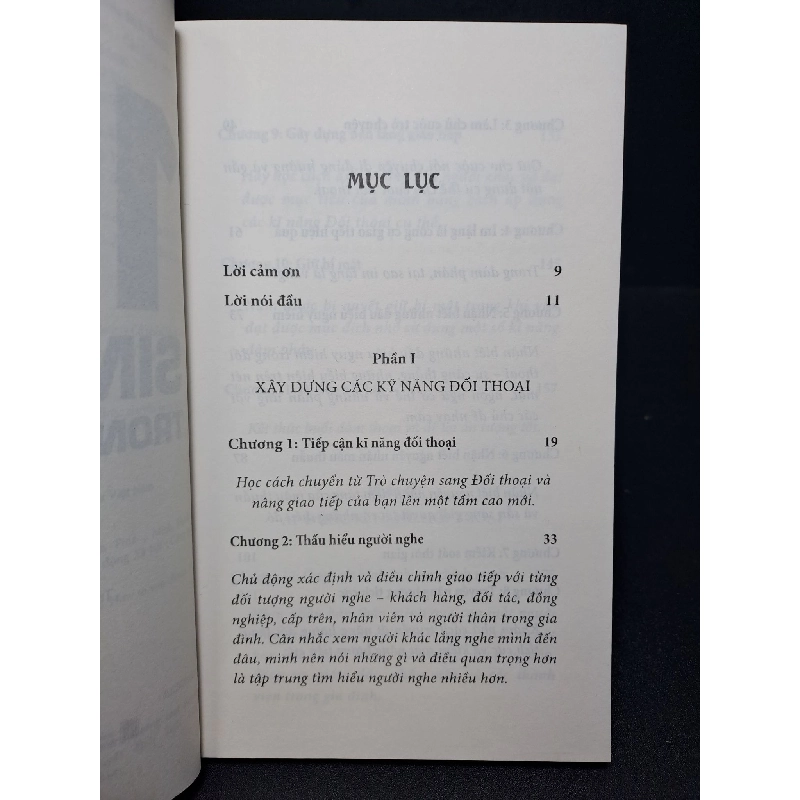 MỤC LỤC
Lời cảm ơn 9
Lời nói đầu 11
Phần I
XÂY DỰNG CÁC KỸ NĂNG ĐỐI THOẠI
Chương 1: Tiếp cận kĩ năng đối thoại 19
Học cách chuyển từ Trò chuyện sang Đối thoại và
nâng giao tiếp của bạn lên một tầm cao mới.
Chương 2: Thấu hiểu người nghe 33
Chủ động xác định và điều chỉnh giao tiếp với từng
đối tượng người nghe – khách hàng, đối tác, đồng
nghiệp, cấp trên, nhân viên và người thân trong gia
đình. Cân nhắc xem người khác lắng nghe mình đến
đâu, mình nên nói những gì và điều quan trọng hơn
là tập trung tìm hiểu người nghe nhiều hơn.